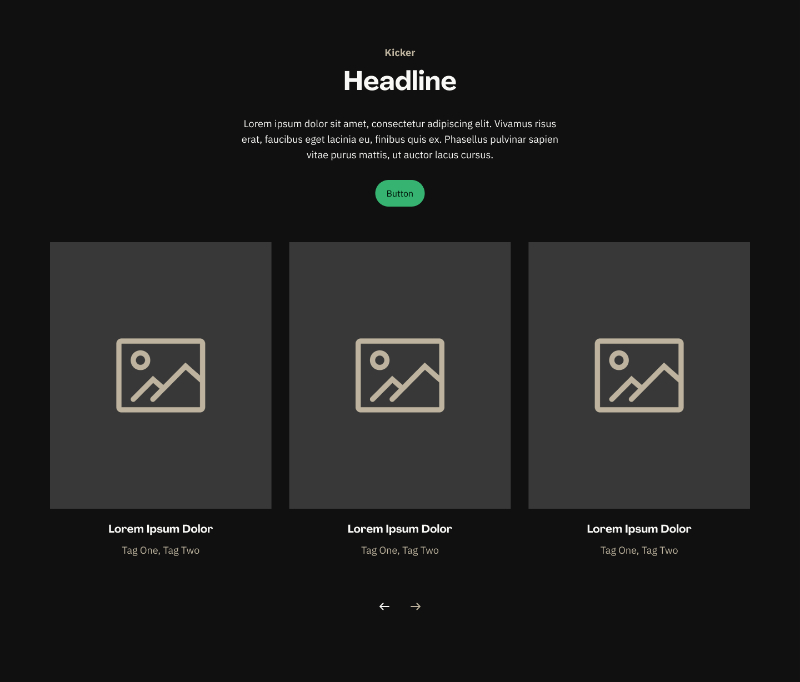 Kicker
Headline
Lorem ipsum dolor sit amet, consectetur adipiscing elit. Vivamus risus
erat, faucibus eget lacinia eu, finibus quis ex. Phasellus pulvinar sapien
vitae purus mattis, ut auctor lacus cursus.
Button
Lorem Ipsum Dolor
Tag One, Tag Two
Lorem Ipsum Dolor
Tag One, Tag Two
Lorem Ipsum Dolor
Tag One, Tag Two